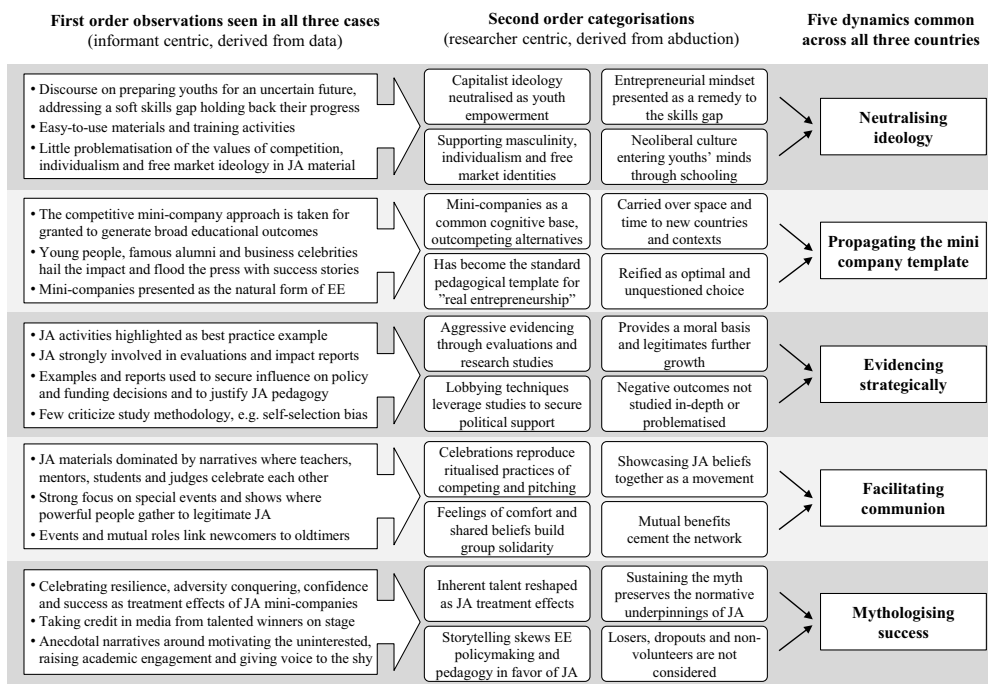 First order observations seen in all three cases
(informant centric, derived from data)
Second order categorisations
(researcher centric, derived from abduction)
Five dynamics common
across all three countries
• Discourse on preparing youths for an uncertain future,
addressing a soft skills gap holding back their progress
• Easy-to-use materials and training activities
• Little problematisation of the values of competition,
individualism and free market ideology in JA material
Capitalist ideology
neutralised as youth
empowerment
Entrepreneurial mindset
presented as a remedy to
the skills gap
Supporting masculinity,
individualism and free
market identities
Neoliberal culture
entering youths’ minds
through schooling
Neutralising
ideology
• The competitive mini-company approach is taken for
granted to generate broad educational outcomes
• Young people, famous alumni and business celebrities
hail the impact and flood the press with success stories
• Mini-companies presented as the natural form of EE
Mini-companies as a
common cognitive base,
outcompeting alternatives
Carried over space and
time to new countries
and contexts
Has become the standard
pedagogical template for
”real entrepreneurship”
Reified as optimal and
unquestioned choice
Propagating the mini
company template
• JA activities highlighted as best practice example
• JA strongly involved in evaluations and impact reports
• Examples and reports used to secure influence on policy
and funding decisions and to justify JA pedagogy
• Few criticize study methodology, e.g. self-selection bias
Aggressive evidencing
through evaluations and
research studies
Provides a moral basis
and legitimates further
growth
Lobbying techniques
leverage studies to secure
political support
Negative outcomes not
studied in-depth or
problematised
Evidencing
strategically
• JA materials dominated by narratives where teachers,
mentors, students and judges celebrate each other
• Strong focus on special events and shows where
powerful people gather to legitimate JA
• Events and mutual roles link newcomers to oldtimers
Celebrations reproduce
ritualised practices of
competing and pitching
Showcasing JA beliefs
together as a movement
Feelings of comfort and
shared beliefs build
group solidarity
Mutual benefits
cement the network
Facilitating
communion
• Celebrating resilience, adversity conquering, confidence
and success as treatment effects of JA mini-companies
• Taking credit in media from talented winners on stage
• Anecdotal narratives around motivating the uninterested,
raising academic engagement and giving voice to the shy
Inherent talent reshaped
as JA treatment effects
Sustaining the myth
preserves the normative
underpinnings of JA
Storytelling skews EE
policymaking and
pedagogy in favor of JA
Losers, dropouts and non-
volunteers are not
considered
Mythologising
success